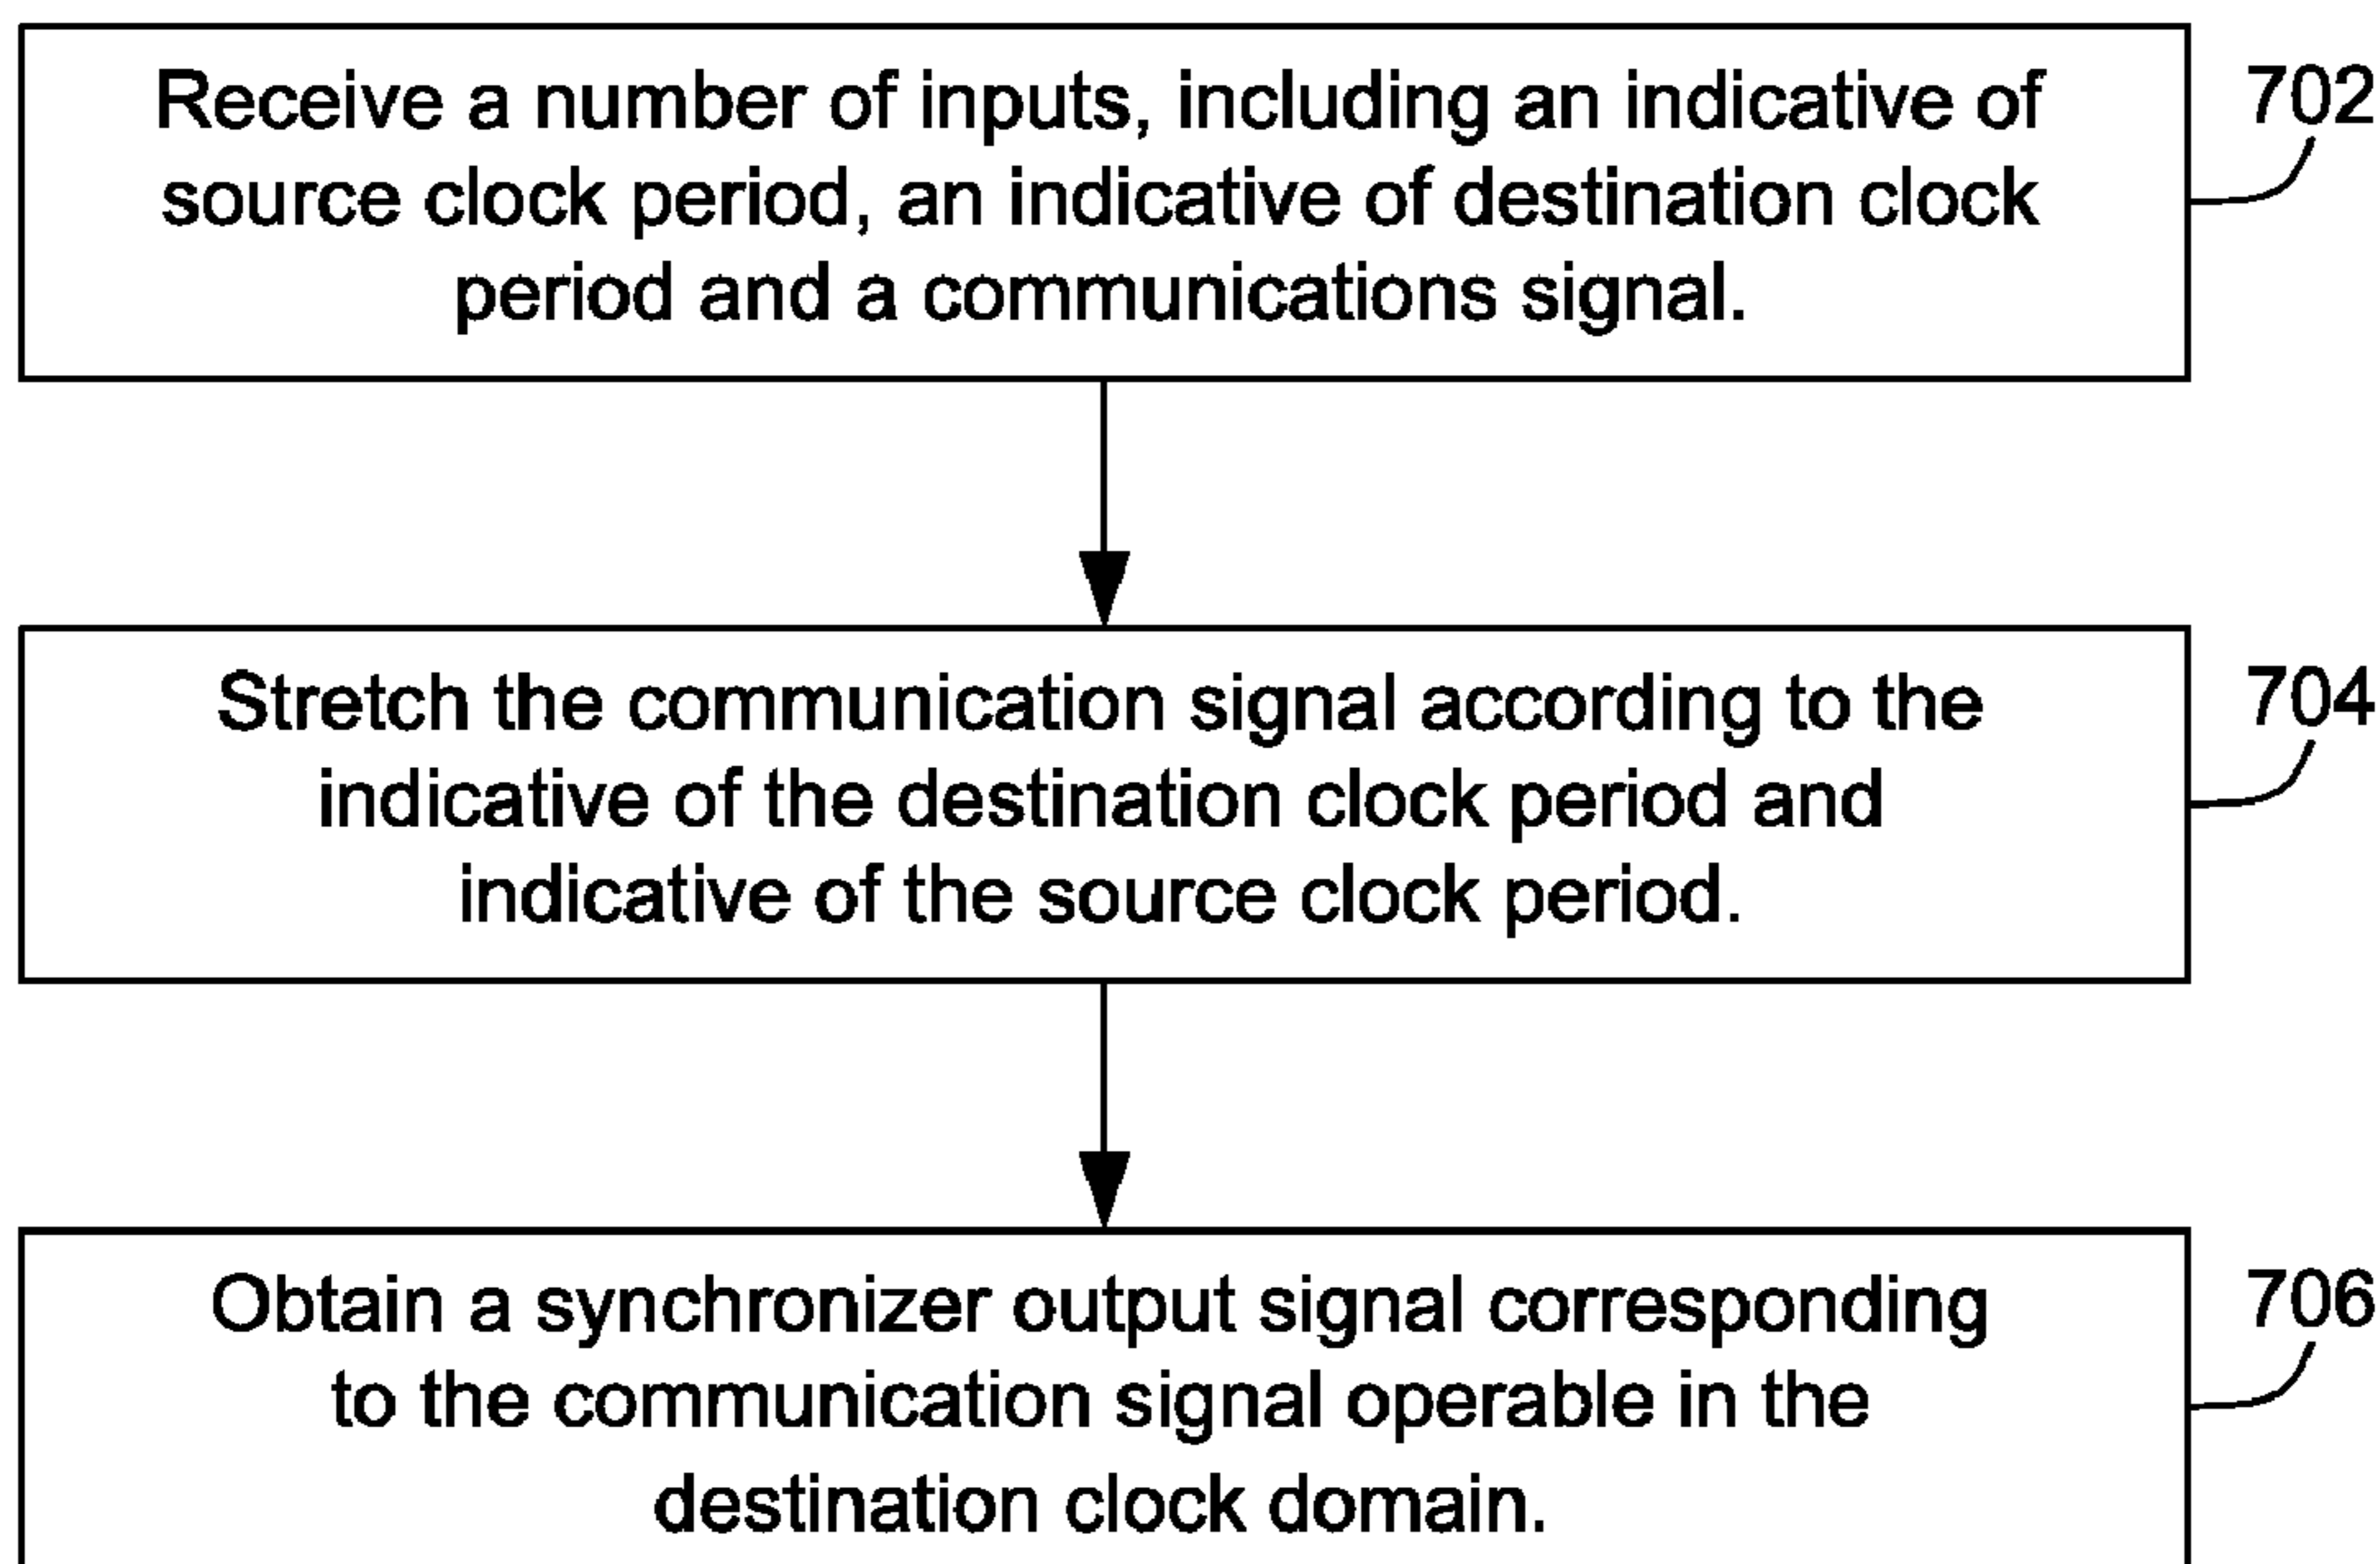 Receive a number of inputs, including an indicative of
source clock period, an indicative of destination clock
period and a communications signal.
702
Stretch the communication signal according to the
indicative of the destination clock period and
indicative of the source clock period.
704
Obtain a synchronizer output signal corresponding
to the communication signal operable in the
destination clock domain.
706